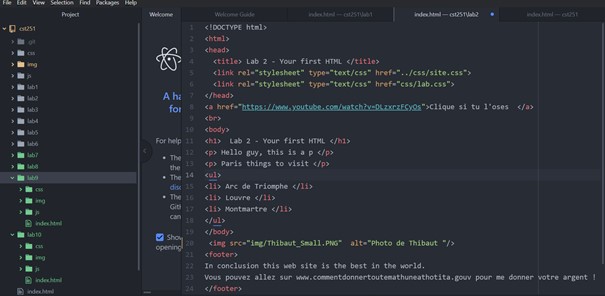 File Edit View Selection Find Packages Help
Project
Welcome
Welcome Guide
index.html — cst251\lab1
index.html — cst251\lab2
index.html — cst251
cst251
.git
css
img
js
lab1
lab2
lab3
lab4
lab5
lab6
lab7
lab8
lab9
css
img
js
index.html
lab10
css
img
js
index.html
index.html
A ha
for
For help
The
the
The
disc
The
Gith
can
Show
opening
1 <!DOCTYPE html>
2 <html>
3 <head>
4 <title> Lab 2 - Your first HTML </title>
5 <link rel="stylesheet" type="text/css" href="../css/site.css">
6 <link rel="stylesheet" type="text/css" href="css/lab.css">
7 </head>
8 <a href="https://www.youtube.com/watch?v=DLzxrzFCyOs">Clique si tu l'oses </a>
9 <br>
10 <body>
11 <h1> Lab 2 - Your first HTML </h1>
12 <p> Hello guy, this is a p </p>
13 <p> Paris things to visit </p>
14 <ul>
15 <li> Arc de Triomphe </li>
16 <li> Louvre </li>
17 <li> Montmartre </li>
18 </ul>
19 </body>
20 <img src="img/Thibaut_Small.PNG" alt="Photo de Thibaut "/>
21 <footer>
22 In conclusion this web site is the best in the world.
23 Vous pouvez allez sur www.commentdonnertoutemathuneathotita.gouv pour me donner votre argent !
24 </footer>